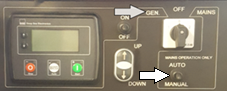 OFF
GEN.
MAINS
ON
OFF
MAINS OPERATION ONLY
UP
AUTO
DOWN
MANUAL